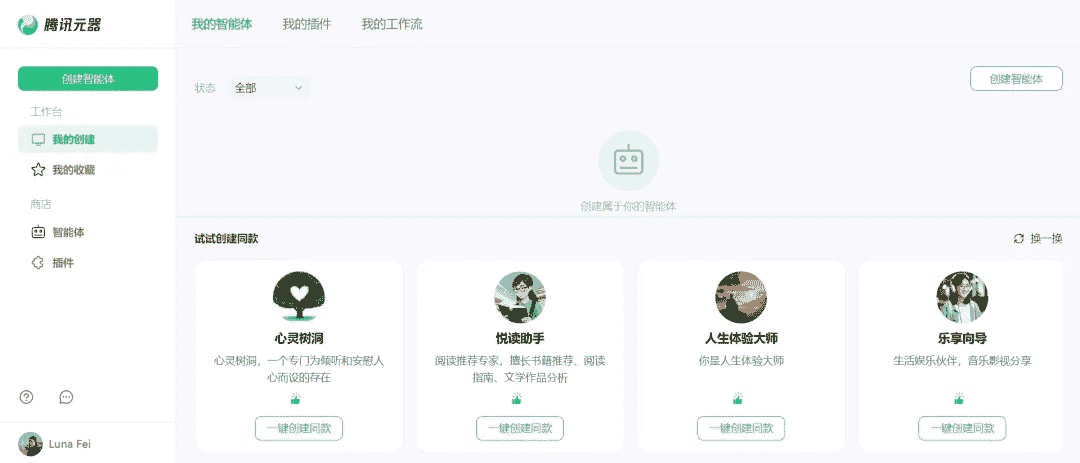 腾讯元器
我的智能体 我的插件 我的工作流
创建智能体
状态 全部
创建智能体
工作台
我的创建
我的收藏
商店
智能体
插件
创建属于你的智能体
试试创建同款
换一换
心灵树洞
心灵树洞，一个专门为倾听和安慰人
心而设的存在
一键创建同款
悦读助手
阅读推荐专家，擅长书籍推荐、阅读
指南、文学作品分析
一键创建同款
人生体验大师
你是人生体验大师
一键创建同款
乐享向导
生活娱乐伙伴，音乐影视分享
一键创建同款
Luna Fei